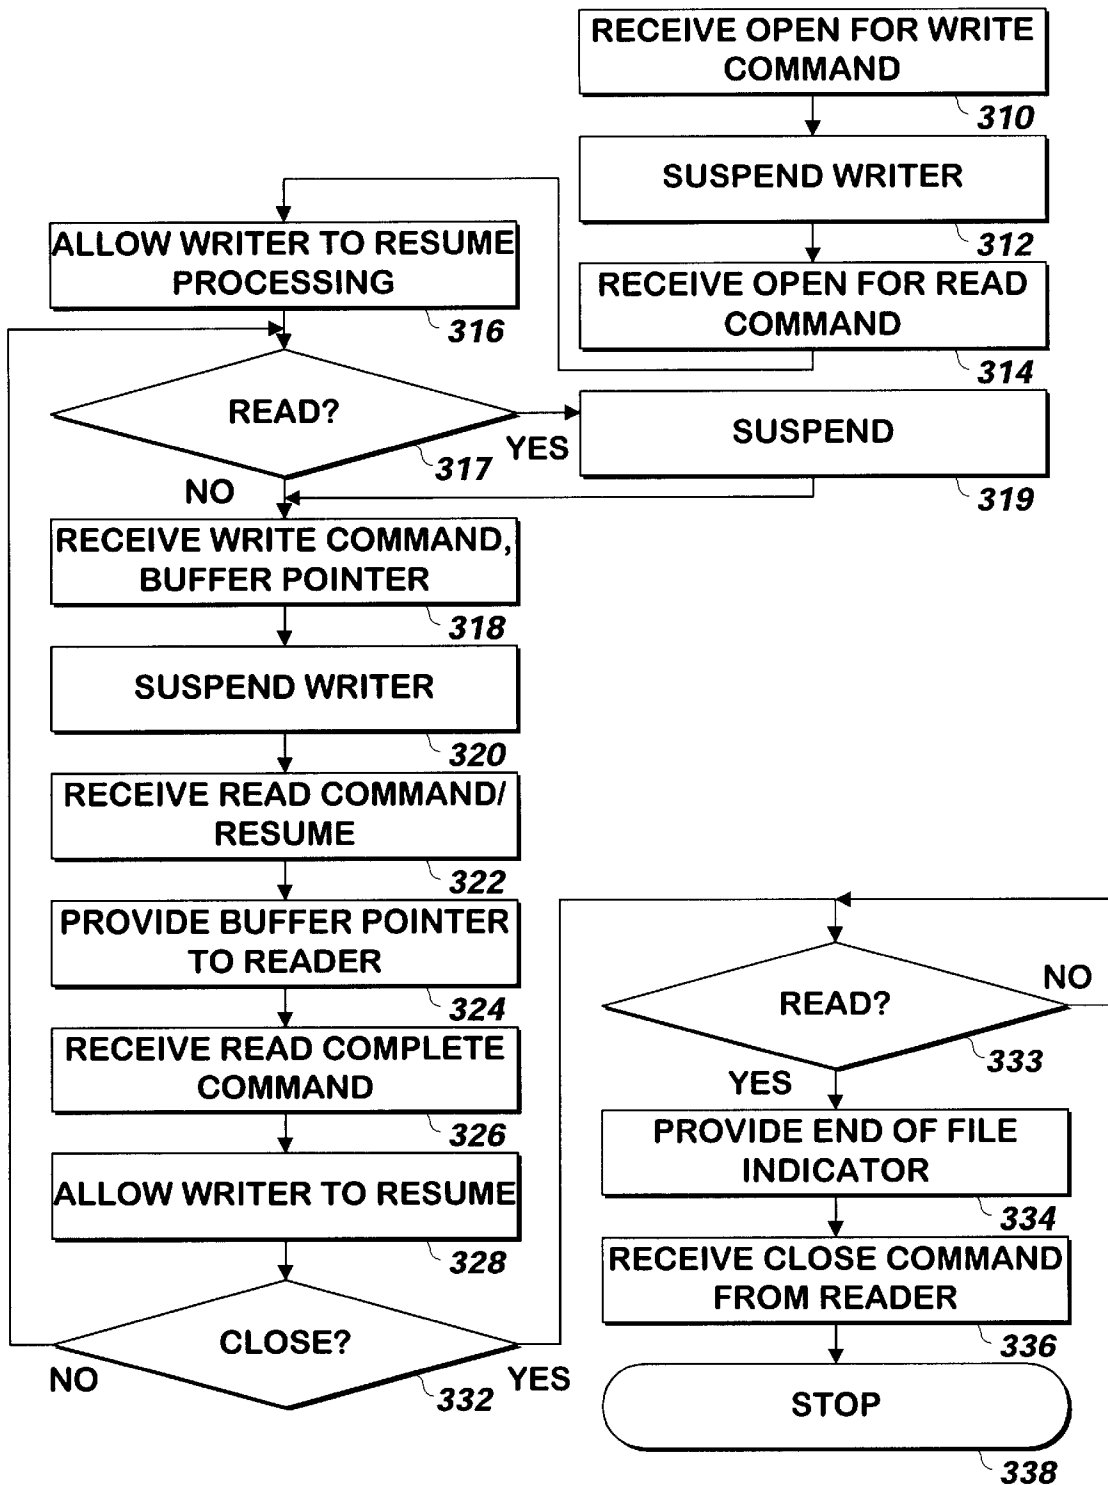 RECEIVE OPEN FOR WRITE
COMMAND
310
SUSPEND WRITER
312
RECEIVE OPEN FOR READ
COMMAND
314
ALLOW WRITER TO RESUME
PROCESSING
316
READ?
317
YES
NO
SUSPEND
319
RECEIVE WRITE COMMAND,
BUFFER POINTER
318
SUSPEND WRITER
320
RECEIVE READ COMMAND/
RESUME
322
PROVIDE BUFFER POINTER
TO READER
324
RECEIVE READ COMPLETE
COMMAND
326
ALLOW WRITER TO RESUME
328
CLOSE?
332
NO
YES
READ?
333
NO
YES
PROVIDE END OF FILE
INDICATOR
334
RECEIVE CLOSE COMMAND
FROM READER
336
STOP
338